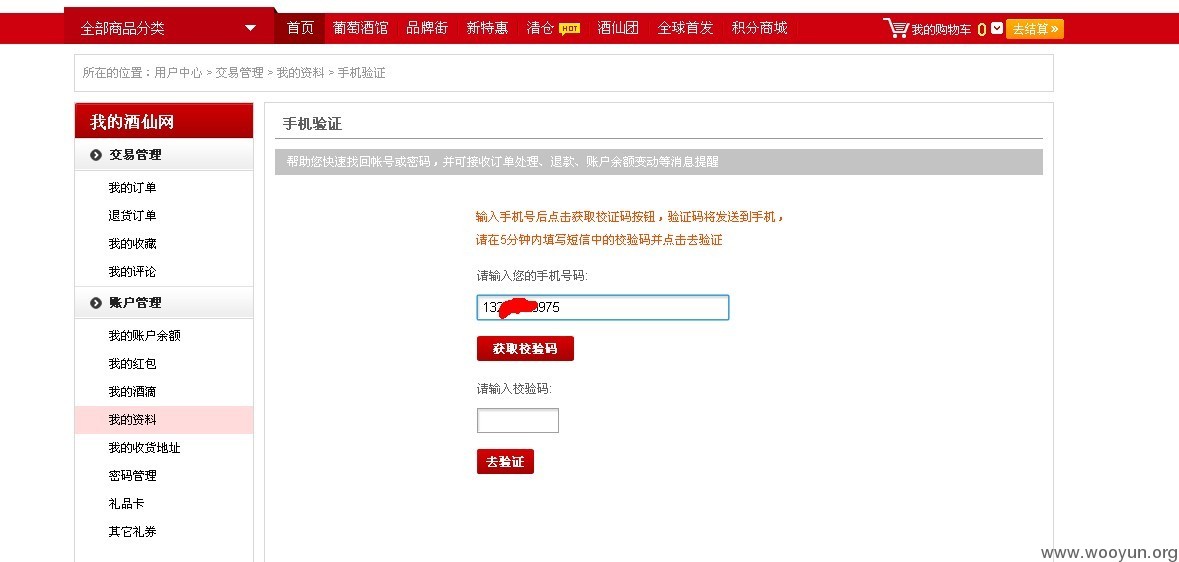 全部商品分类 首页 葡萄酒馆 品牌街 新特惠 清仓 HOT 酒仙团 全球首发 积分商城 我的购物车 0 去结算 »
所在的位置：用户中心 > 交易管理 > 我的资料 > 手机验证
我的酒仙网
交易管理
我的订单
退货订单
我的收藏
我的评论
账户管理
我的账户余额
我的红包
我的酒滴
我的资料
我的收货地址
密码管理
礼品卡
其它礼券
手机验证
帮助您快速找回帐号或密码，并可接收订单处理、退款、账户余额变动等消息提醒
输入手机号后点击获取校证码按钮，验证码将发送到手机，
请在5分钟内填写短信中的校验码并点击去验证
请输入您的手机号码:
132 975
获取校验码
请输入校验码:
去验证
www.wooyun.org